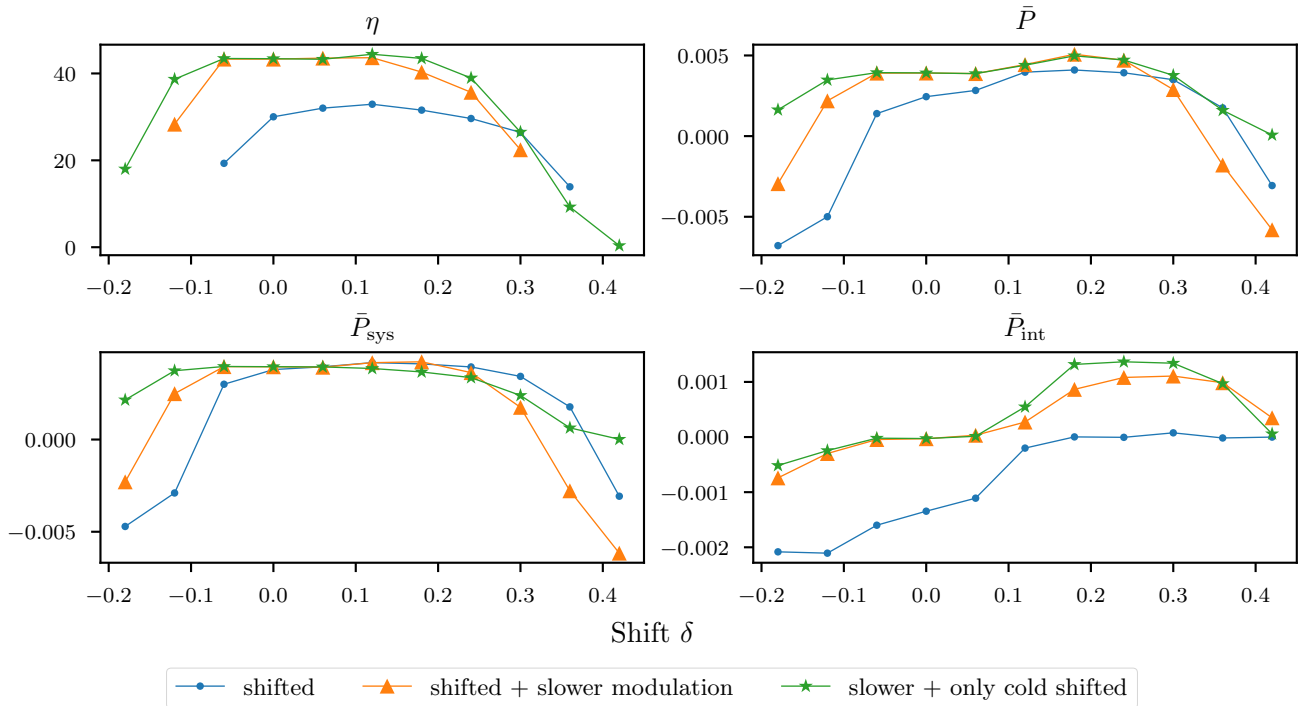 η P̄
40
20
0
0.005
0.000
−0.005
−0.2 −0.1 0.0 0.1 0.2 0.3 0.4 −0.2 −0.1 0.0 0.1 0.2 0.3 0.4
P̄sys P̄int
0.000
−0.005
0.001
0.000
−0.001
−0.002
−0.2 −0.1 0.0 0.1 0.2 0.3 0.4 −0.2 −0.1 0.0 0.1 0.2 0.3 0.4
Shift δ
shifted shifted + slower modulation slower + only cold shifted